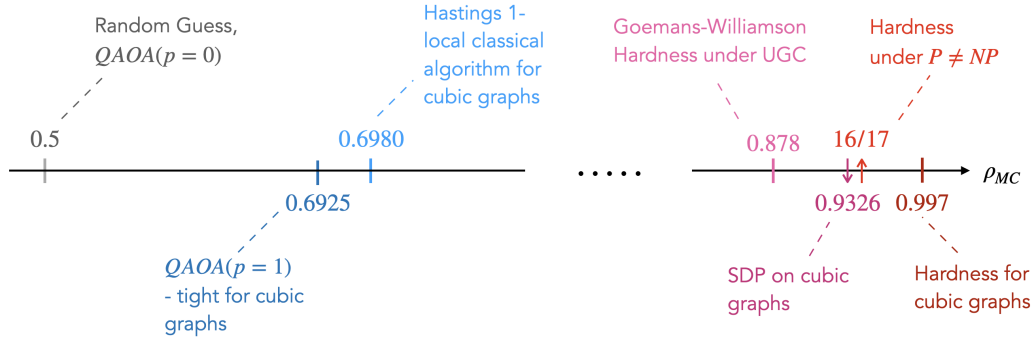 Random Guess,
QAOA(p = 0)
Hastings 1-
local classical
algorithm for
cubic graphs
Goemans-Williamson
Hardness under UGC
Hardness
under P ≠ NP
0.5
0.6980
0.878
16/17
.....
ρ_MC
0.6925
0.9326
0.997
QAOA(p = 1)
- tight for cubic
graphs
SDP on cubic
graphs
Hardness for
cubic graphs